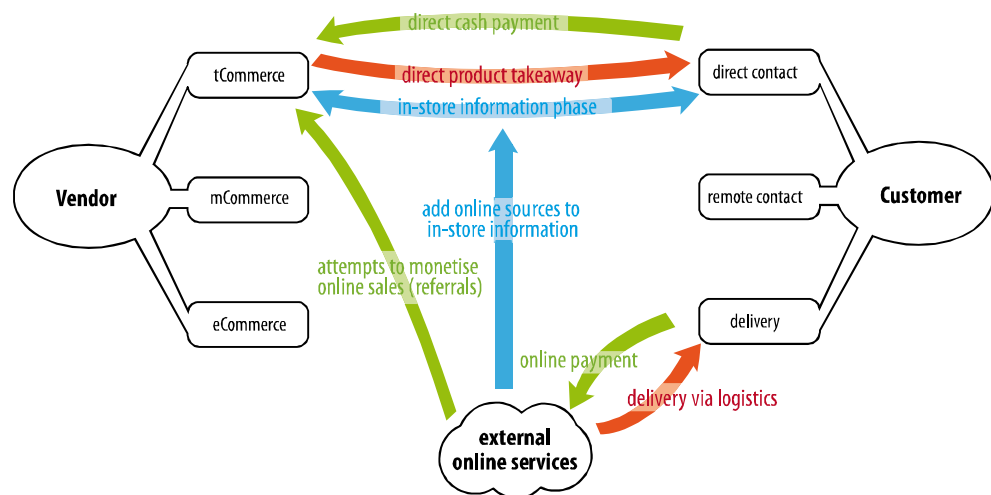 direct cash payment
tCommerce
direct product takeaway
direct contact
in-store information phase
Vendor
mCommerce
remote contact
Customer
add online sources to
in-store information
attempts to monetise
online sales (referrals)
eCommerce
delivery
online payment
delivery via logistics
external
online services